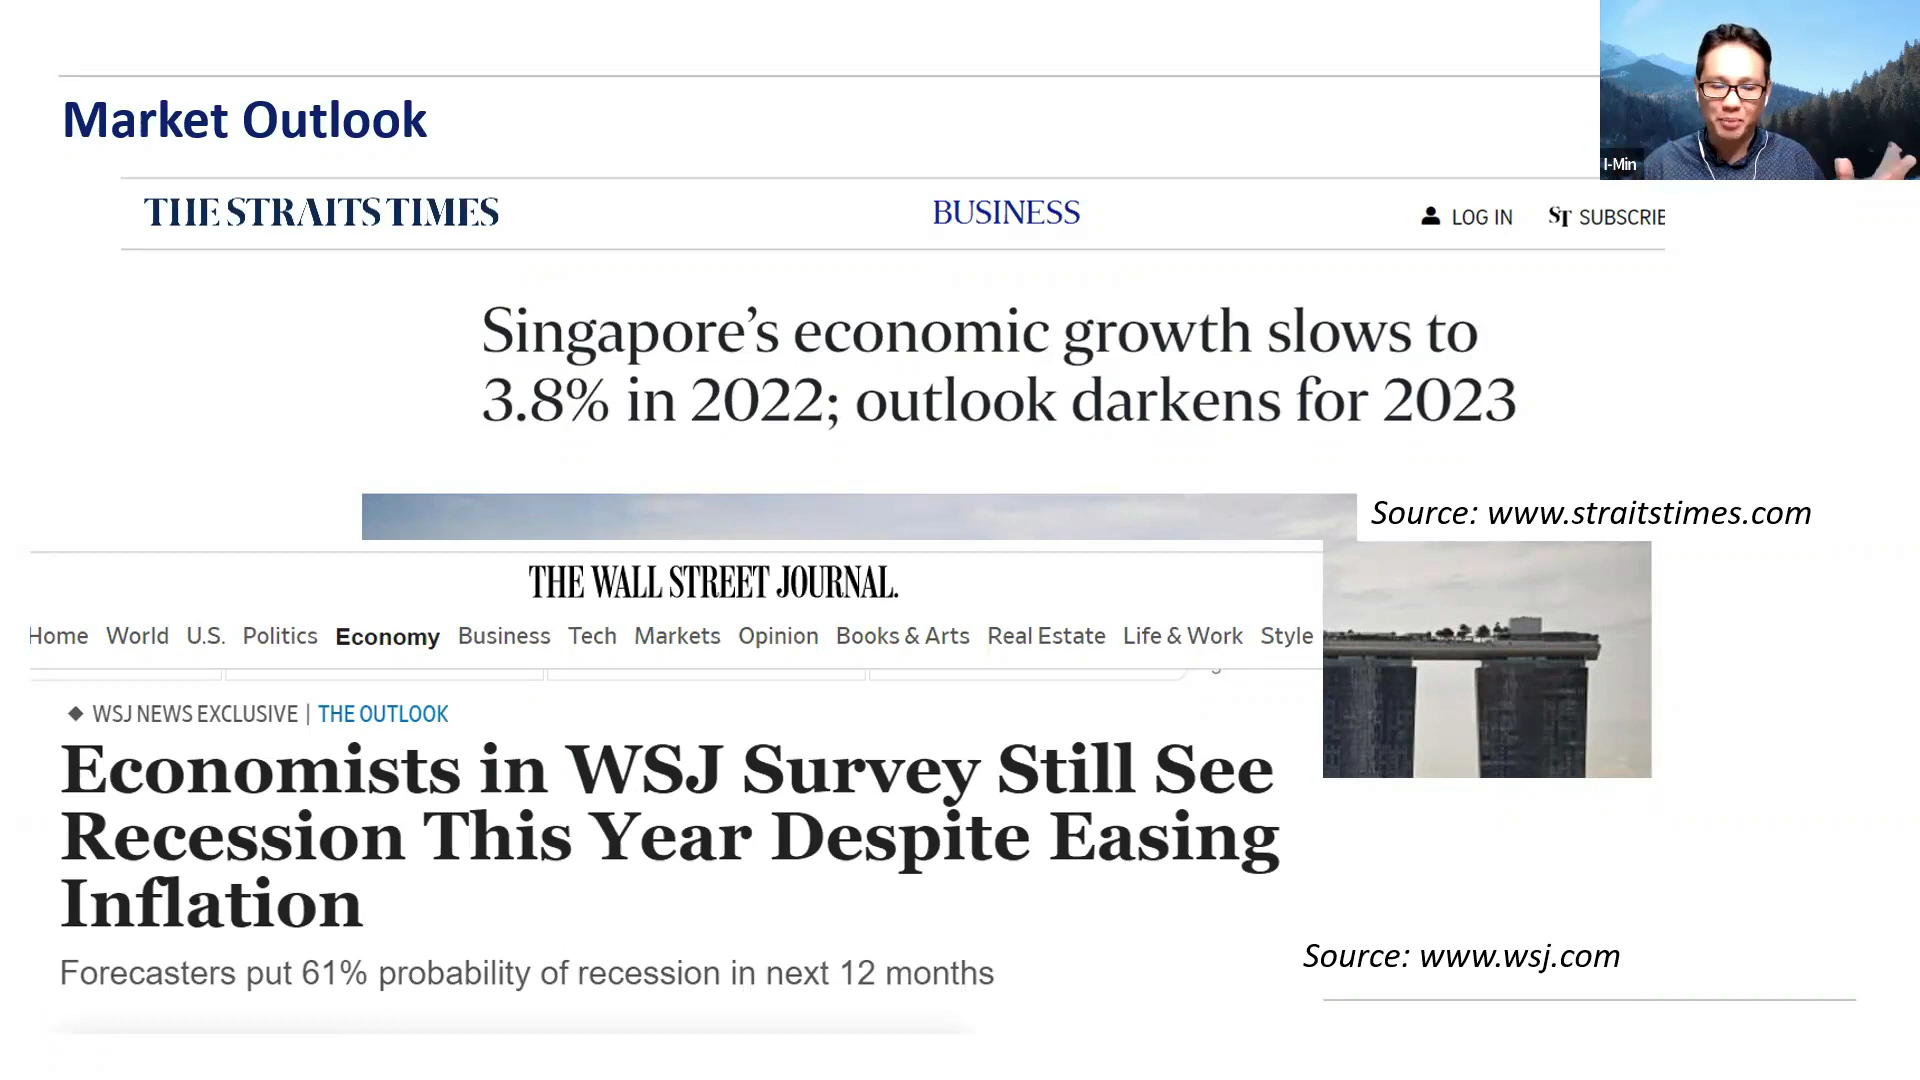 Market Outlook
I-Min
THE STRAITS TIMES
BUSINESS
LOG IN
ST SUBSCRIE
Singapore’s economic growth slows to
3.8% in 2022; outlook darkens for 2023
Source: www.straitstimes.com
THE WALL STREET JOURNAL.
Home World U.S. Politics Economy Business Tech Markets Opinion Books & Arts Real Estate Life & Work Style
WSJ NEWS EXCLUSIVE | THE OUTLOOK
Economists in WSJ Survey Still See
Recession This Year Despite Easing
Inflation
Forecasters put 61% probability of recession in next 12 months
Source: www.wsj.com